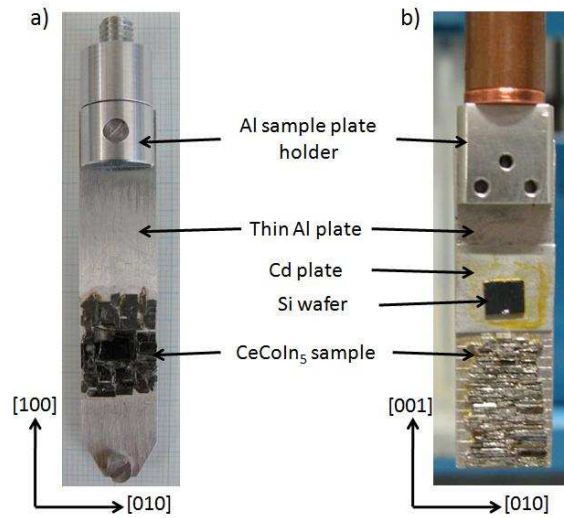 a)
b)
Al sample plate
holder
Thin Al plate
Cd plate
Si wafer
CeCoIn₅ sample
[100]
[010]
[001]
[010]